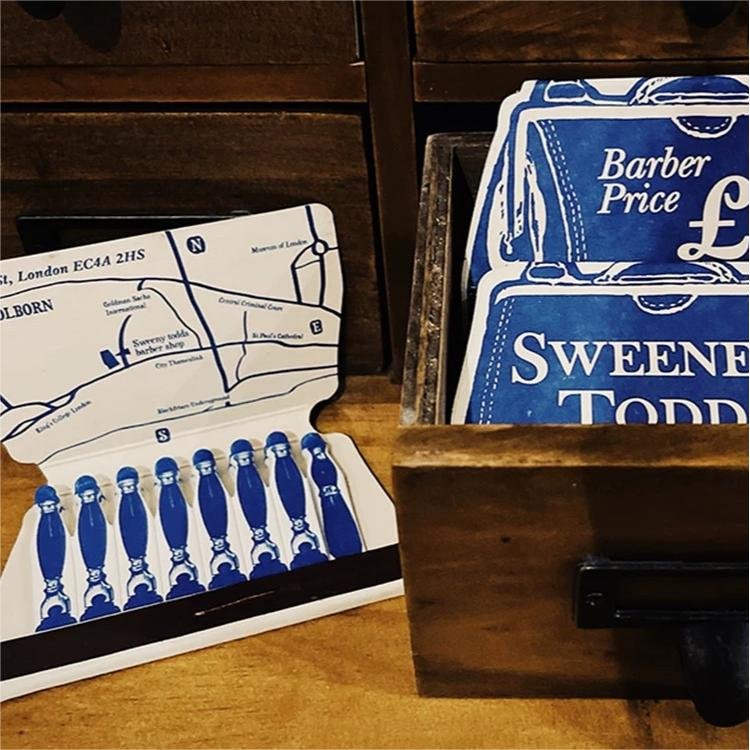 St, London EC4A 2HS
OLBORN
N
Museum of London
Goldman Sachs
International
Central Criminal Court
E
St.Paul's Cathedral
Sweeny todds
barber shop
City Thameslink
King's College London
Blackfriars Underground
S
Barber
Price £
SWEENE
TODD